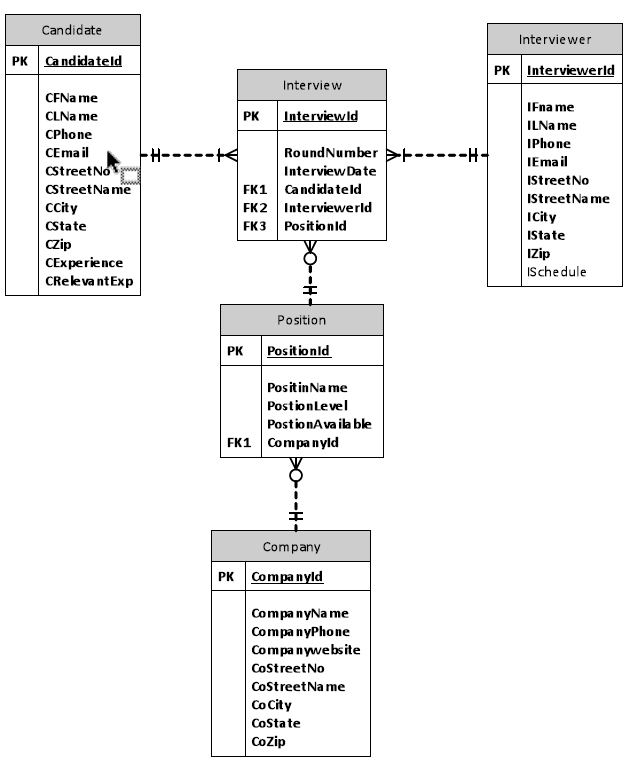 Candidate
PK CandidateId
CFName
CLName
CPhone
CEmail
CStreetNo
CStreetName
CCity
CState
CZip
CExperience
CRelevantExp
Interview
PK InterviewId
RoundNumber
InterviewDate
FK1 CandidateId
FK2 InterviewerId
FK3 PositionId
Interviewer
PK InterviewerId
IFname
ILName
IPhone
IEmail
IStreetNo
IStreetName
ICity
IState
IZip
ISchedule
Position
PK PositionId
PositinName
PostionLevel
PostionAvailable
FK1 CompanyId
Company
PK CompanyId
CompanyName
CompanyPhone
Companywebsite
CoStreetNo
CoStreetName
CoCity
CoState
CoZip